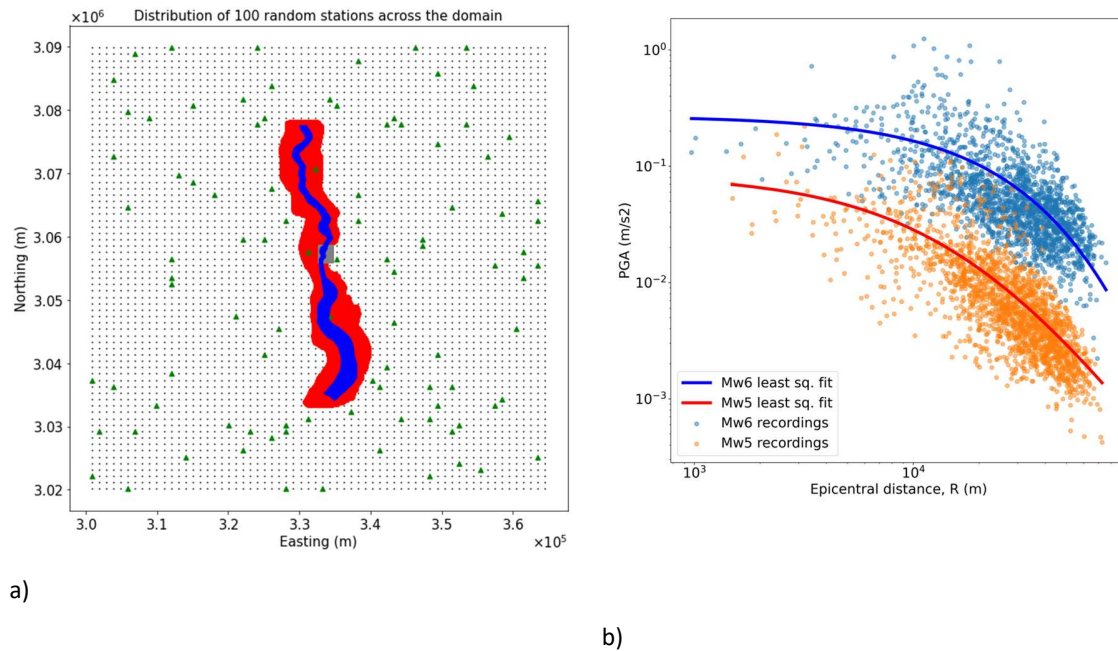 Distribution of 100 random stations across the domain
×10⁶
3.09
3.08
3.07
3.06
3.05
3.04
3.03
3.02
Northing (m)
3.0 3.1 3.2 3.3 3.4 3.5 3.6
Easting (m)
×10⁵
a)
10⁰
10⁻¹
10⁻²
10⁻³
PGA (m/s2)
Mw6 least sq. fit
Mw5 least sq. fit
Mw6 recordings
Mw5 recordings
10³ 10⁴
Epicentral distance, R (m)
b)